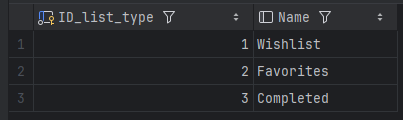 ID_list_type Name
1 1 Wishlist
2 2 Favorites
3 3 Completed